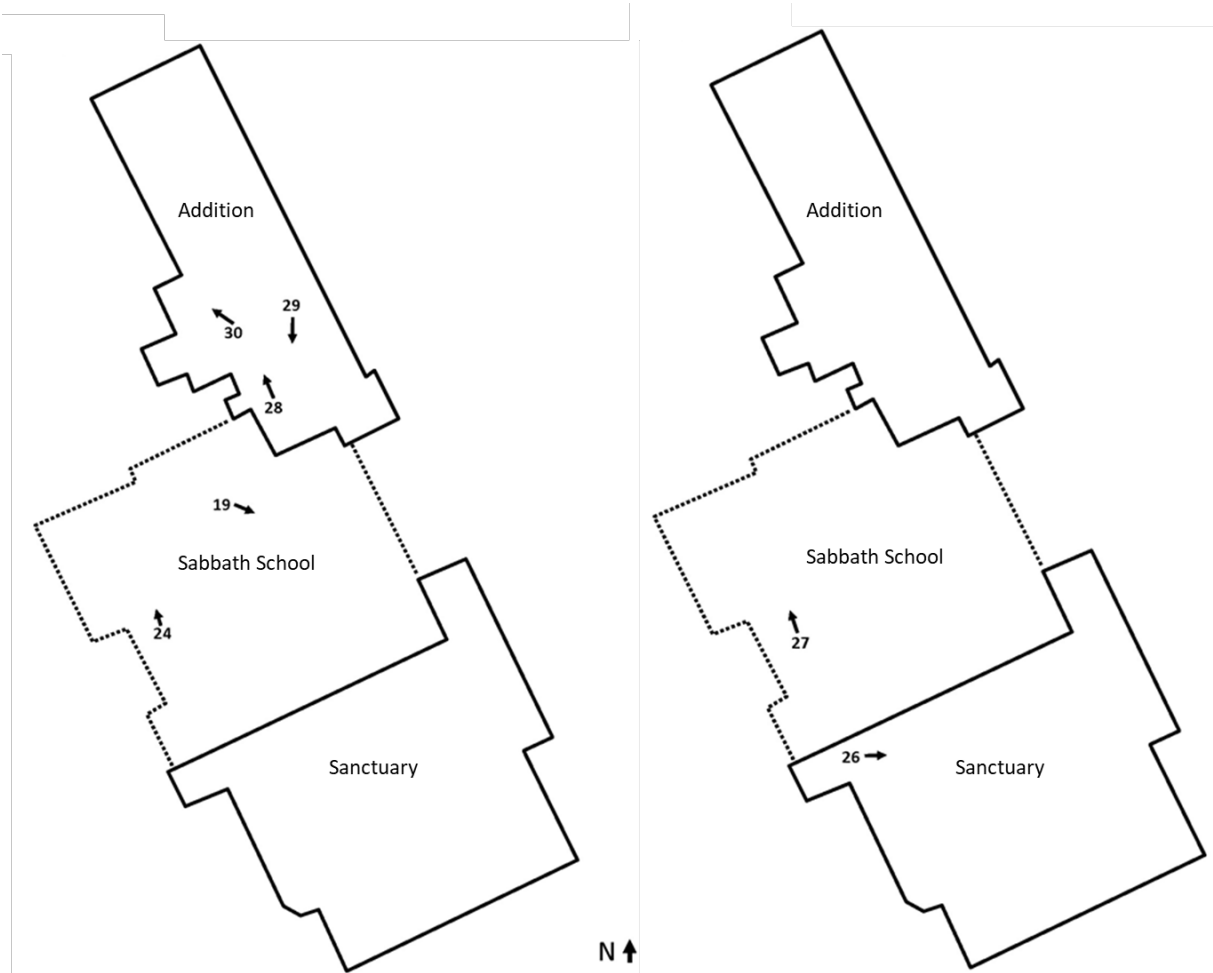 Addition
29
30
28
19
Sabbath School
24
Sanctuary
N
Addition
Sabbath School
27
26
Sanctuary